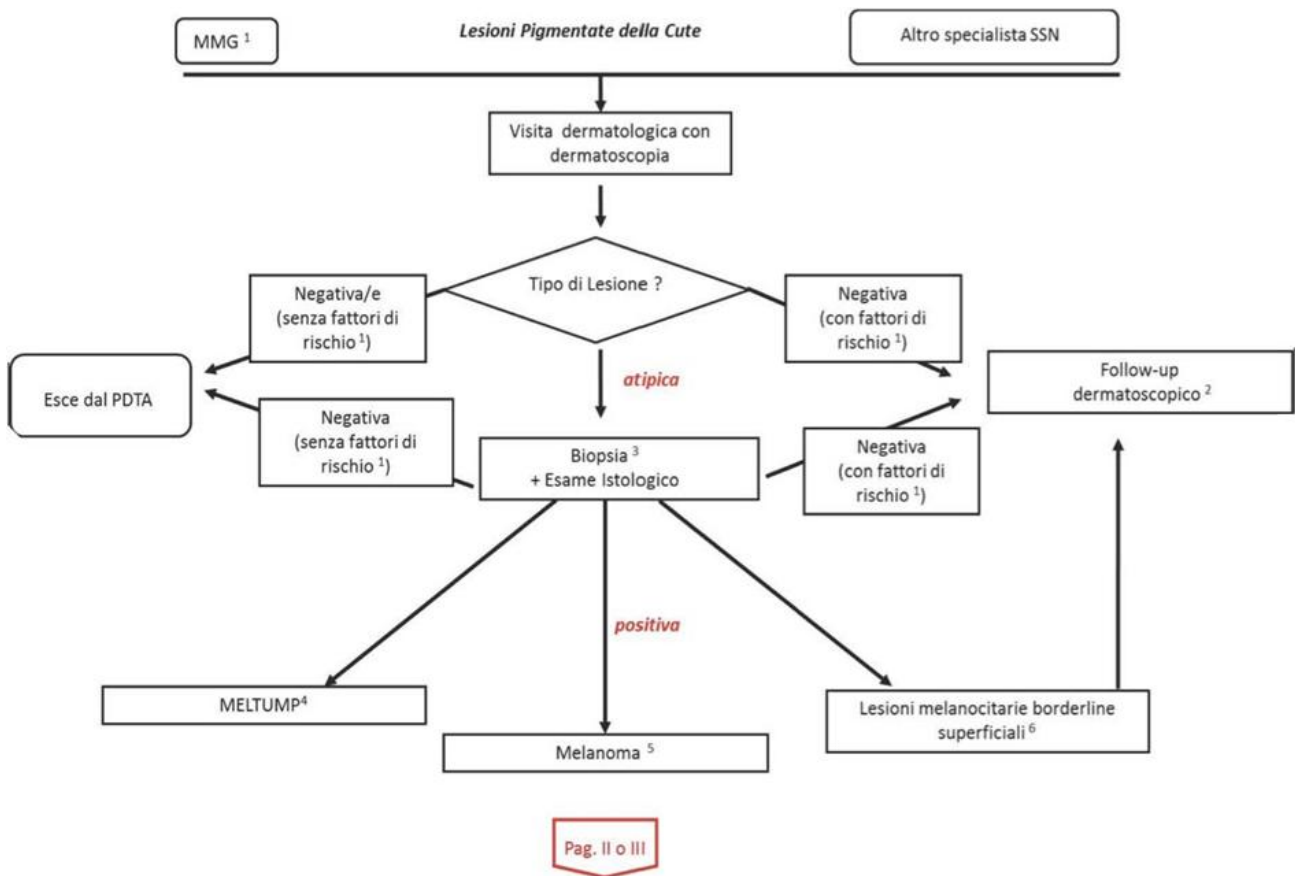 MMG ¹
Lesioni Pigmentate della Cute
Altro specialista SSN
Visita dermatologica con
dermatoscopia
Tipo di Lesione ?
Negativa/e
(senza fattori di
rischio ¹)
Negativa
(con fattori di
rischio ¹)
atipica
Esce dal PDTA
Follow-up
dermatoscopico ²
Negativa
(senza fattori di
rischio ¹)
Biopsia ³
+ Esame Istologico
Negativa
(con fattori di
rischio ¹)
positiva
MELTUMP⁴
Melanoma ⁵
Lesioni melanocitarie borderline
superficiali ⁶
Pag. II o III